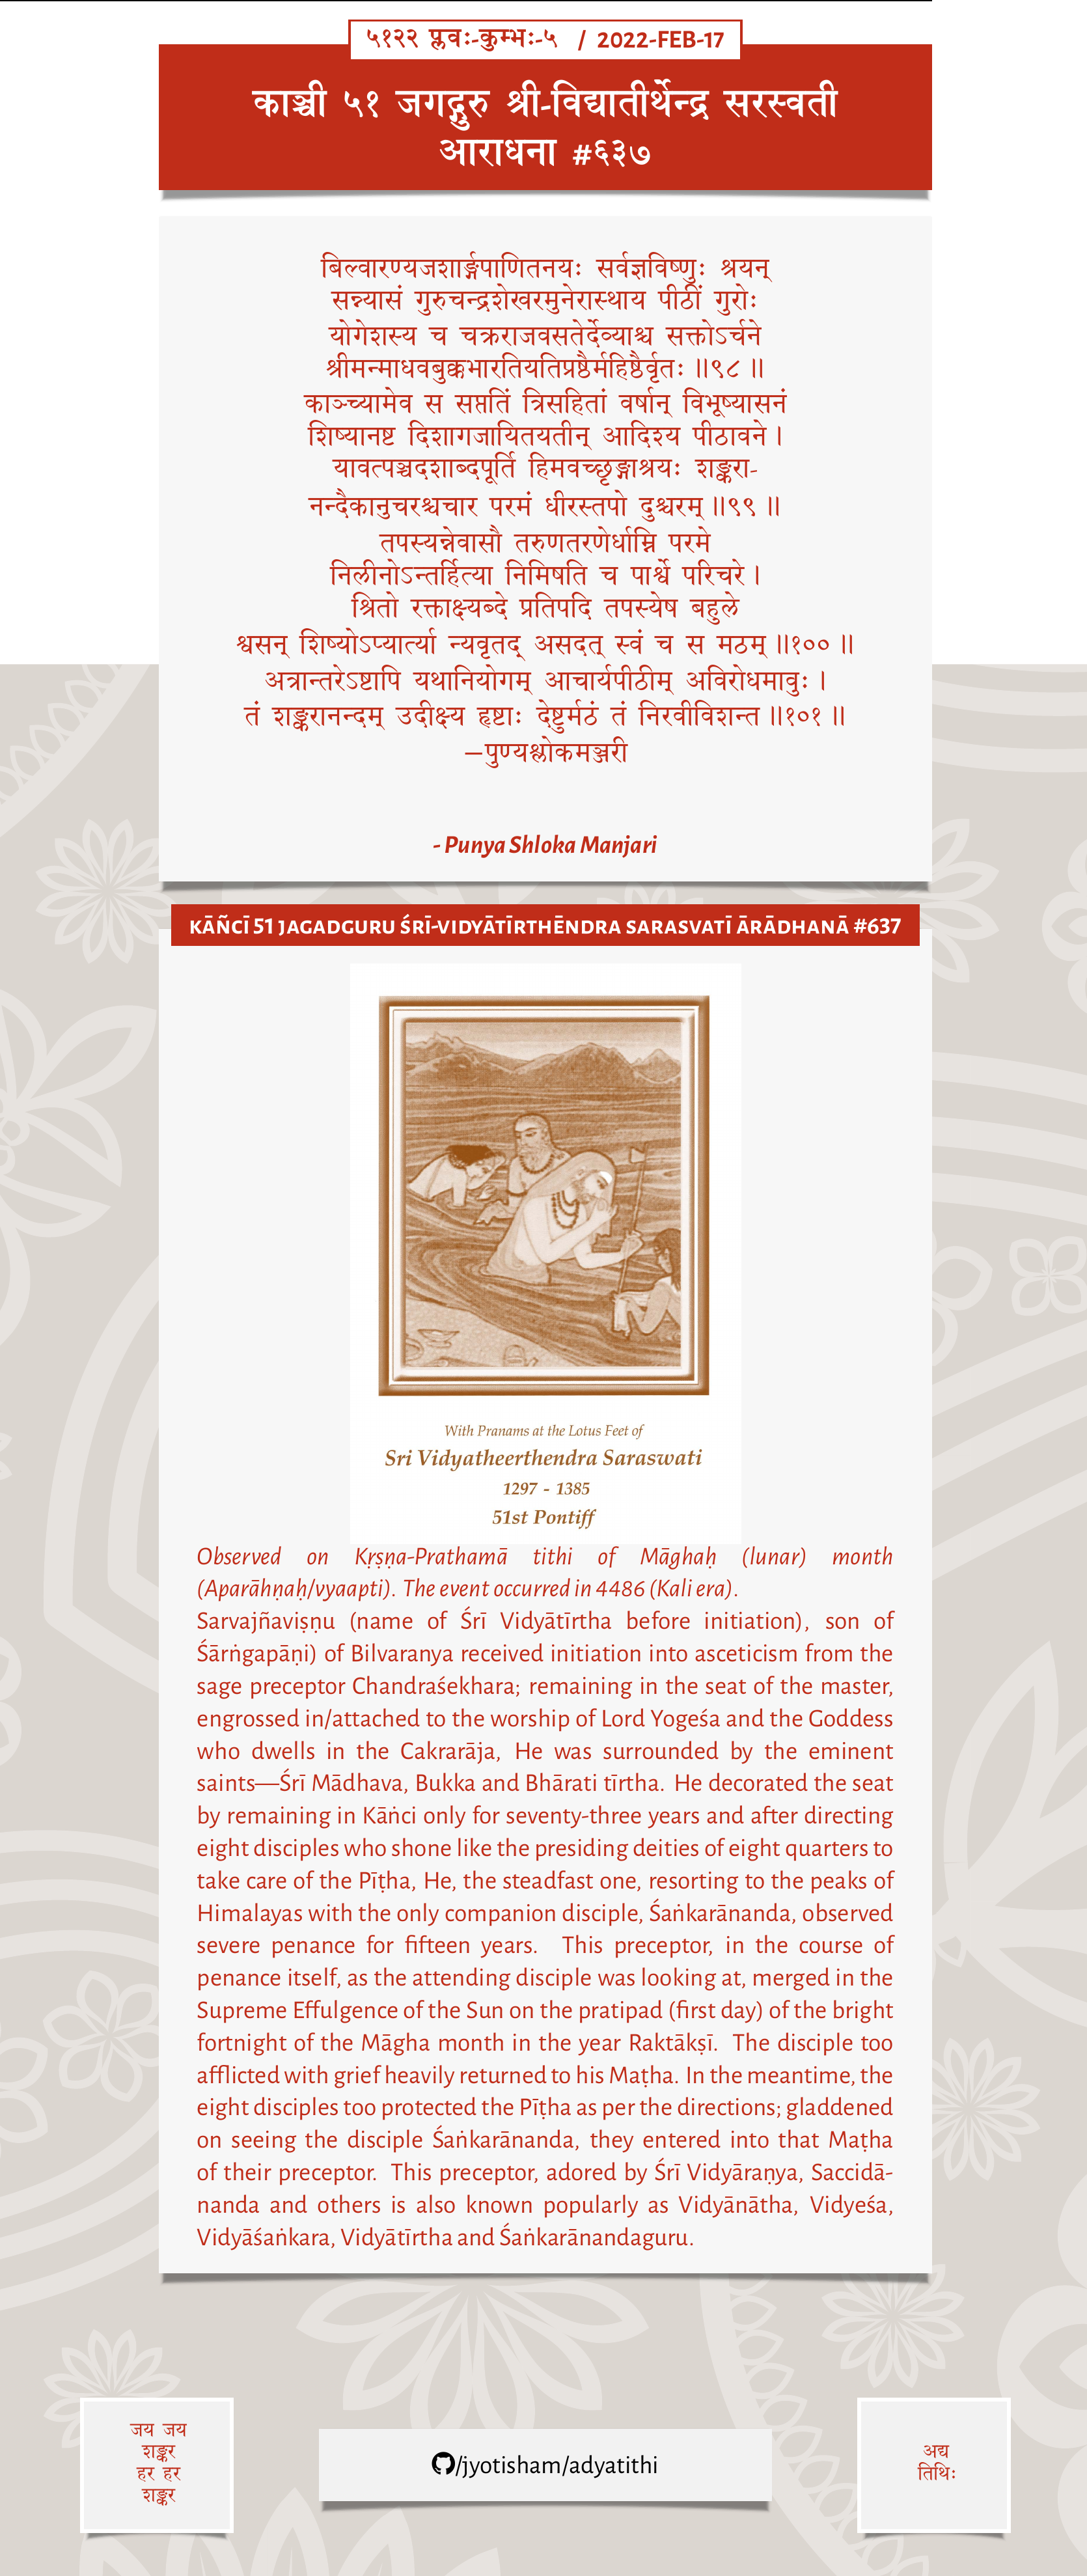 ५१२२ प्लवः-कुम्भः-५ / 2022-FEB-17
काञ्ची ५१ जगद्गुरु श्री-विद्यातीर्थेन्द्र सरस्वती
आराधना #६३७
बिल्वारण्यजशार्ङ्गपाणितनयः सर्वज्ञविष्णुः श्रयन्
सन्न्यासं गुरुचन्द्रशेखरमुनेरास्थाय पीठीं गुरोः
योगेशस्य च चक्रराजवसतेर्देव्याश्च सक्तोऽर्चने
श्रीमन्माधवबुक्कभारतियतिप्रष्ठैर्महिष्ठैर्वृतः ॥९८॥
काञ्च्यामेव स सप्ततिं त्रिसहितां वर्षान् विभूष्यासनं
शिष्यानष्ट दिशागजायितयतीन् आदिश्य पीठावने।
यावत्पञ्चदशाब्दपूर्ति हिमवच्छृङ्गाश्रयः शङ्करा-
नन्दैकानुचरश्चचार परमं धीरस्तपो दुश्चरम्॥९९॥
तपस्यन्नेवासौ तरुणतरणेर्धाम्नि परमे
निलीनोऽन्तर्हित्या निमिषति च पार्श्वे परिचरे।
श्रितो रक्ताक्ष्यब्दे प्रतिपदि तपस्येष बहुले
श्वसन् शिष्योऽप्यार्त्या न्यवृतद् असदत् स्वं च स मठम्॥१००॥
अत्रान्तरेऽष्टापि यथानियोगम् आचार्यपीठीम् अविरोधमावुः।
तं शङ्करानन्दम् उदीक्ष्य हृष्टाः देष्टुर्मठं तं निरवीविशन्त॥१०१॥
—पुण्यश्लोकमञ्जरी
- Punya Shloka Manjari
KĀÑCĪ 51 JAGADGURU ŚRĪ-VIDYĀTĪRTHĒNDRA SARASVATĪ ĀRĀDHANĀ #637
With Pranams at the Lotus Feet of
Sri Vidyatheerthendra Saraswati
1297 - 1385
51st Pontiff
Observed on Kṛṣṇa-Prathamā tithi of Māghaḥ (lunar) month
(Aparāhṇaḥ/vyaapti). The event occurred in 4486 (Kali era).
Sarvajñaviṣṇu (name of Śrī Vidyātīrtha before initiation), son of
Śārṅgapāṇi) of Bilvaranya received initiation into asceticism from the
sage preceptor Chandraśekhara; remaining in the seat of the master,
engrossed in/attached to the worship of Lord Yogeśa and the Goddess
who dwells in the Cakrarāja, He was surrounded by the eminent
saints—Śrī Mādhava, Bukka and Bhārati tīrtha. He decorated the seat
by remaining in Kāṅci only for seventy-three years and after directing
eight disciples who shone like the presiding deities of eight quarters to
take care of the Pīṭha, He, the steadfast one, resorting to the peaks of
Himalayas with the only companion disciple, Śaṅkarānanda, observed
severe penance for fifteen years. This preceptor, in the course of
penance itself, as the attending disciple was looking at, merged in the
Supreme Effulgence of the Sun on the pratipad (first day) of the bright
fortnight of the Māgha month in the year Raktākṣī. The disciple too
afflicted with grief heavily returned to his Maṭha. In the meantime, the
eight disciples too protected the Pīṭha as per the directions; gladdened
on seeing the disciple Śaṅkarānanda, they entered into that Maṭha
of their preceptor. This preceptor, adored by Śrī Vidyāraṇya, Saccidā-
nanda and others is also known popularly as Vidyānātha, Vidyeśa,
Vidyāśaṅkara, Vidyātīrtha and Śaṅkarānandaguru.
जय जय
शङ्कर
हर हर
शङ्कर
/jyotisham/adyatithi
अद्य
तिथिः